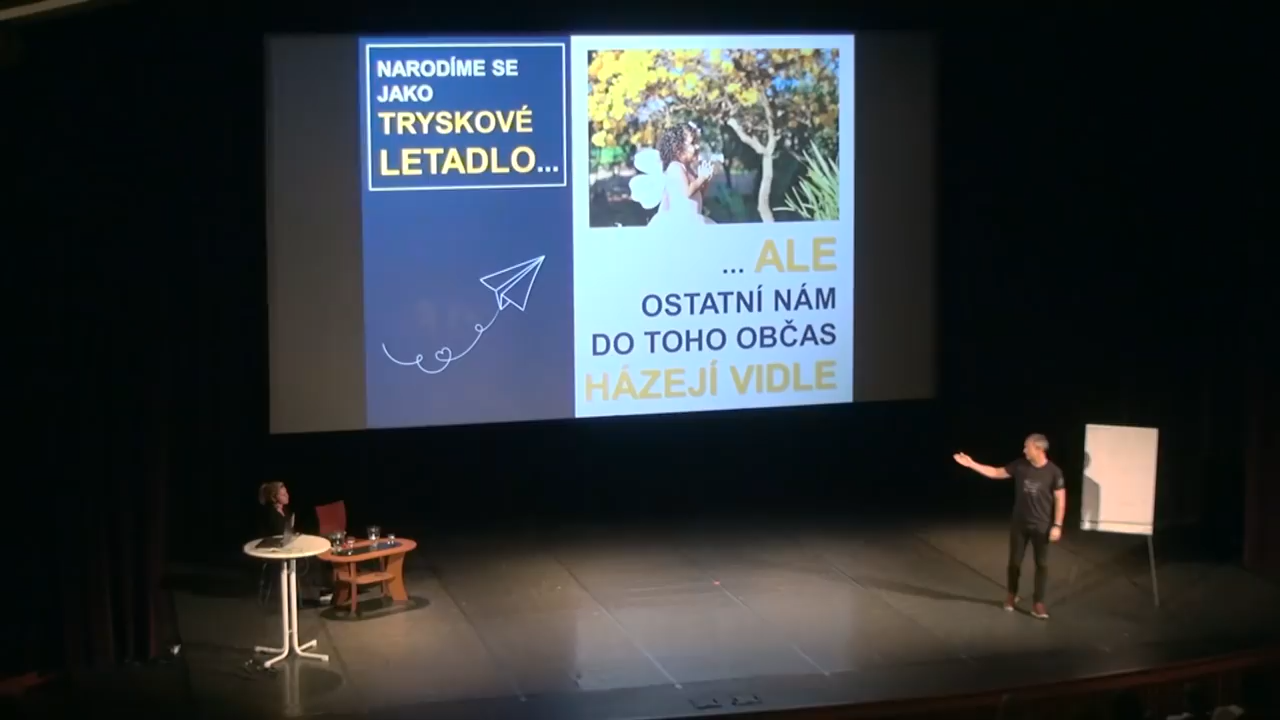 NARODÍME SE
JAKO
TRYSKOVÉ
LETADLO...
... ALE
OSTATNÍ NÁM
DO TOHO OBČAS
HÁZEJÍ VIDLE